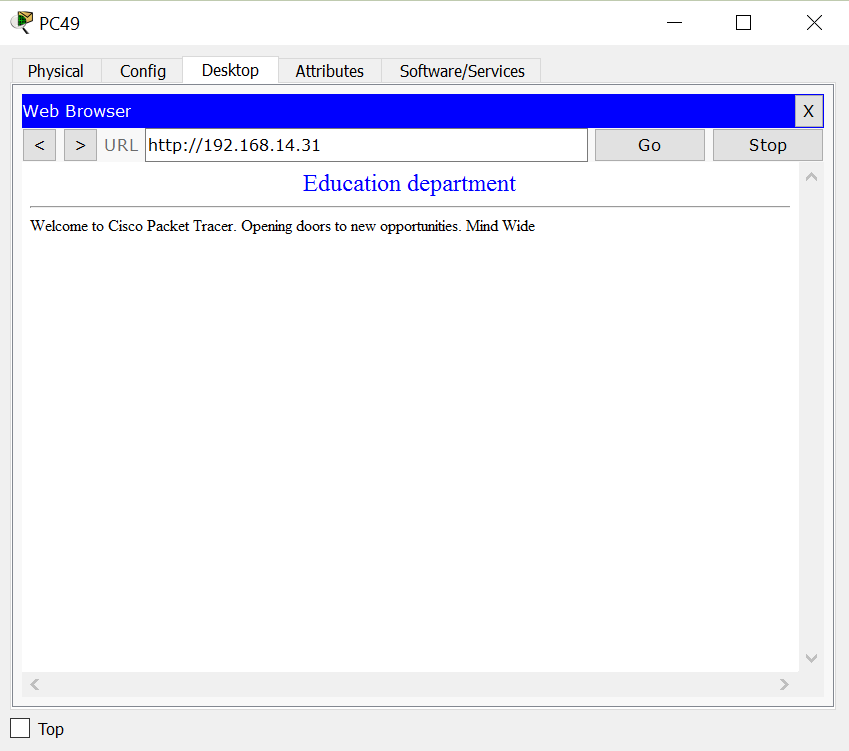 PC49
Physical Config Desktop Attributes Software/Services
Web Browser X
< > URL http://192.168.14.31 Go Stop
Education department
Welcome to Cisco Packet Tracer. Opening doors to new opportunities. Mind Wide
Top